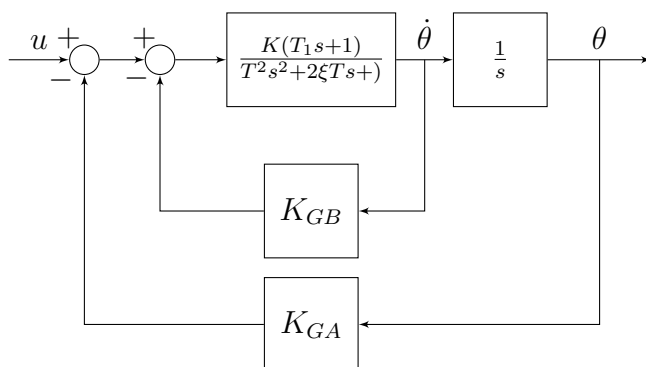 u + − + − K(T₁s+1) / T²s²+2ξTs+) θ̇ 1/s θ
K_GB
K_GA